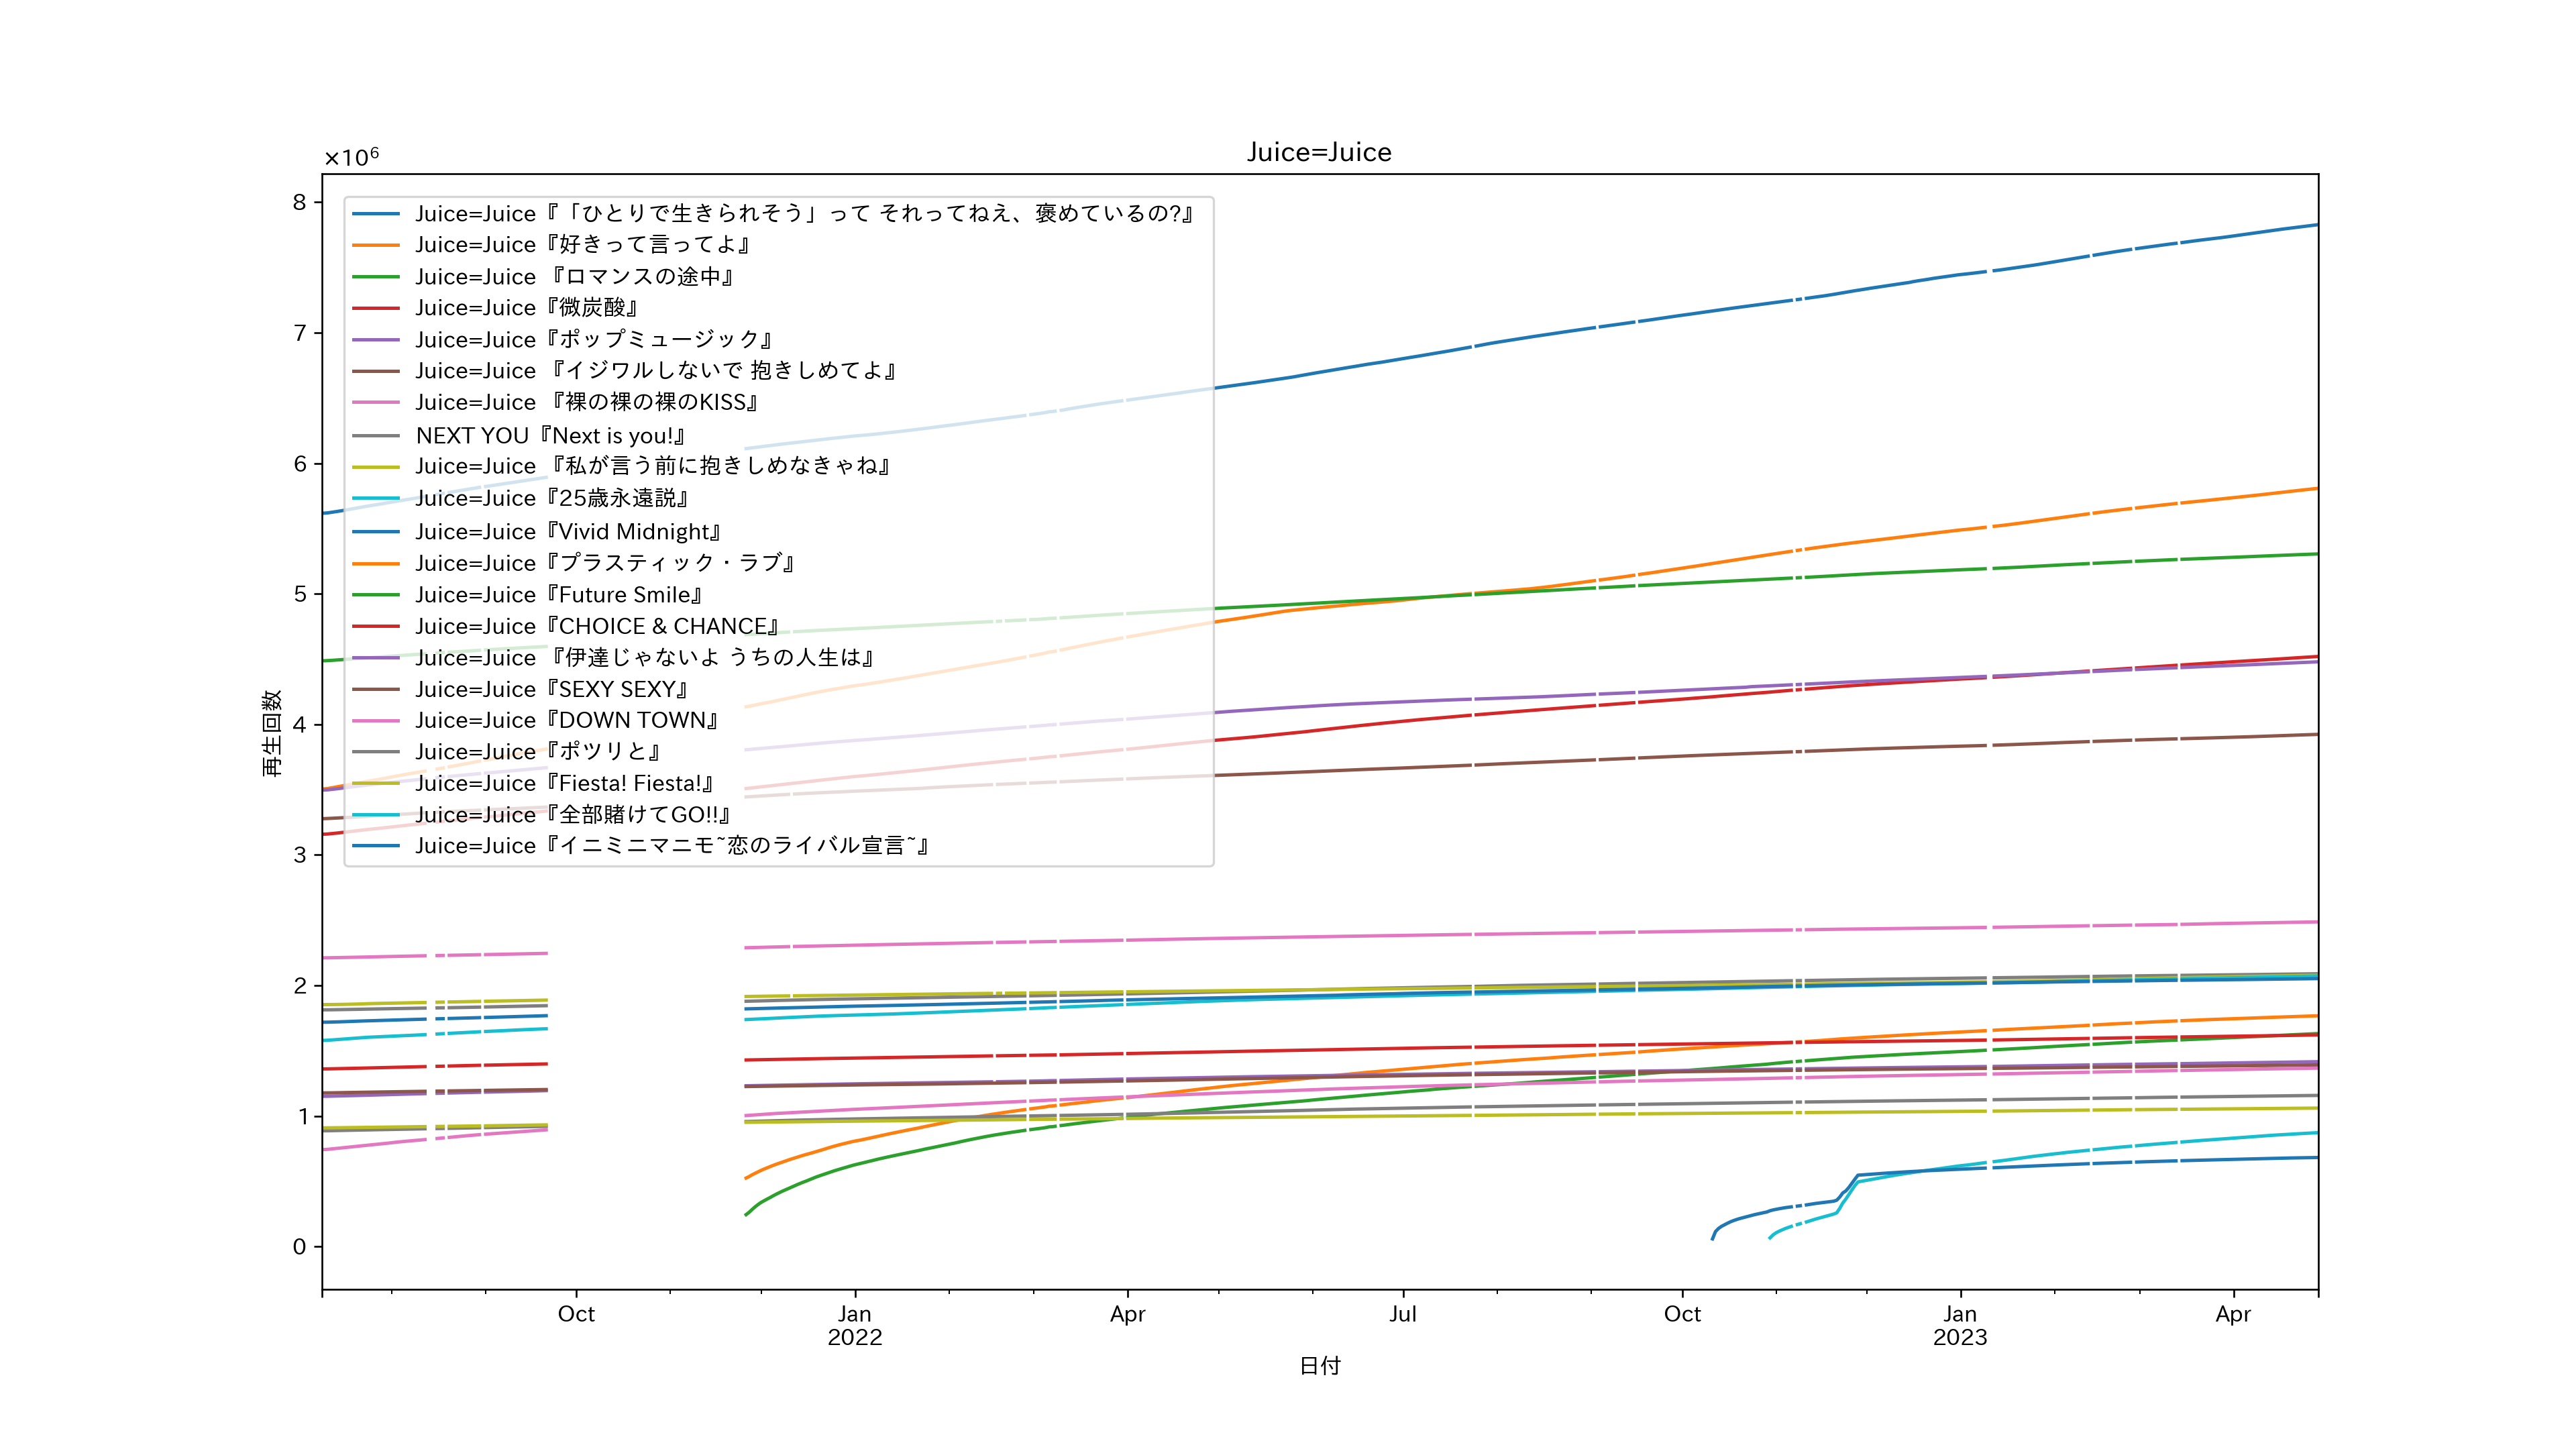 Juice=Juice
×10⁶
8
7
6
5
4
3
2
1
0
再生回数
Juice=Juice『「ひとりで生きられそう」って それってねえ、褒めているの?』
Juice=Juice『好きって言ってよ』
Juice=Juice 『ロマンスの途中』
Juice=Juice『微炭酸』
Juice=Juice『ポップミュージック』
Juice=Juice 『イジワルしないで 抱きしめてよ』
Juice=Juice 『裸の裸の裸のKISS』
NEXT YOU『Next is you!』
Juice=Juice 『私が言う前に抱きしめなきゃね』
Juice=Juice『25歳永遠説』
Juice=Juice『Vivid Midnight』
Juice=Juice『プラスティック・ラブ』
Juice=Juice『Future Smile』
Juice=Juice『CHOICE & CHANCE』
Juice=Juice 『伊達じゃないよ うちの人生は』
Juice=Juice『SEXY SEXY』
Juice=Juice『DOWN TOWN』
Juice=Juice『ポツリと』
Juice=Juice『Fiesta! Fiesta!』
Juice=Juice『全部賭けてGO!!』
Juice=Juice『イニミニマニモ~恋のライバル宣言~』
Oct Jan Apr Jul Oct Jan Apr
2022 2023
日付